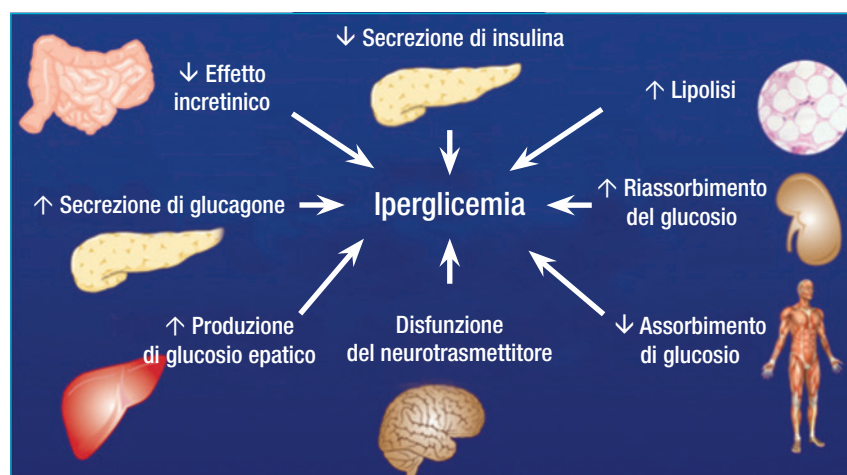 ↓ Secrezione di insulina
↓ Effetto
incretinico
↑ Lipolisi
↑ Secrezione di glucagone
Iperglicemia
↑ Riassorbimento
del glucosio
↑ Produzione
di glucosio epatico
Disfunzione
del neurotrasmettitore
↓ Assorbimento
di glucosio